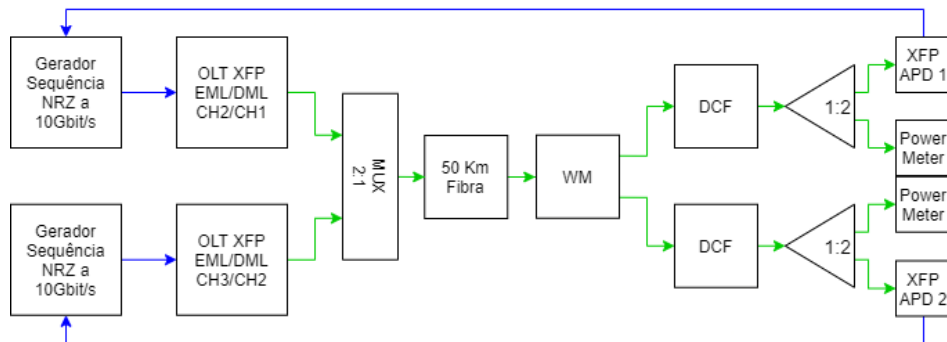 Gerador
Sequência
NRZ a
10Gbit/s
OLT XFP
EML/DML
CH2/CH1
MUX
2:1
50 Km
Fibra
WM
DCF
1:2
XFP
APD 1
Power
Meter
Gerador
Sequência
NRZ a
10Gbit/s
OLT XFP
EML/DML
CH3/CH2
DCF
1:2
Power
Meter
XFP
APD 2